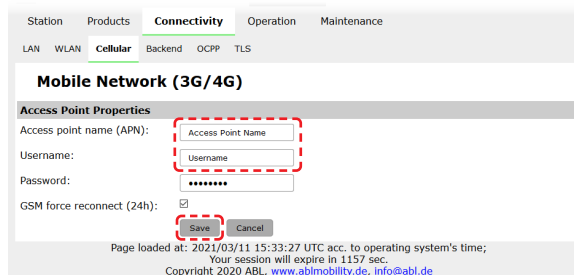 Station Products Connectivity Operation Maintenance
LAN WLAN Cellular Backend OCPP TLS
Mobile Network (3G/4G)
Access Point Properties
Access point name (APN): Access Point Name
Username: Username
Password: ••••••••
GSM force reconnect (24h):
Save Cancel
Page loaded at: 2021/03/11 15:33:27 UTC acc. to operating system's time;
Your session will expire in 1157 sec.
Copyright 2020 ABL, www.ablmobility.de, info@abl.de